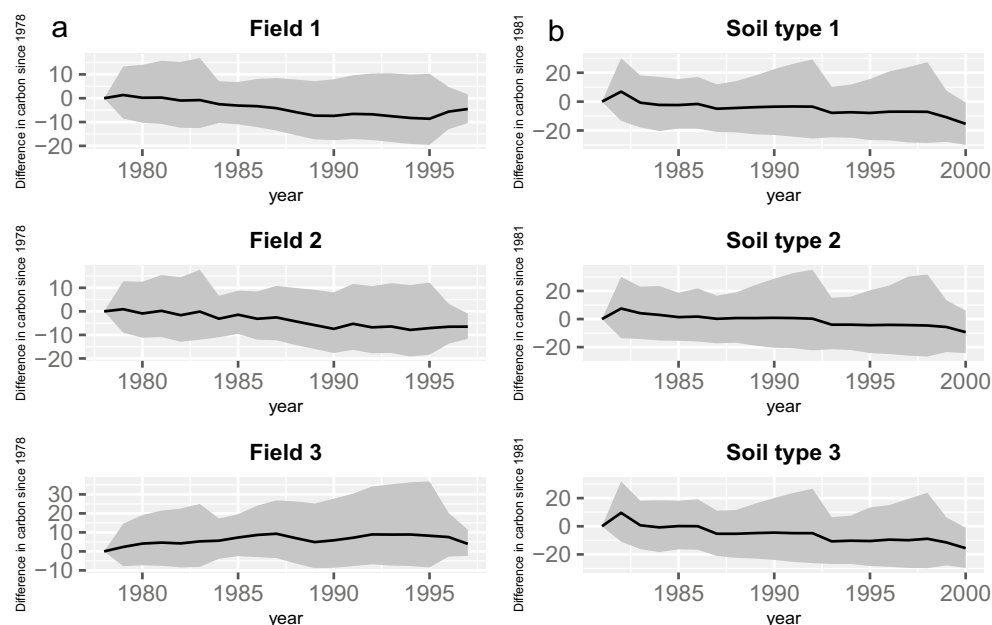 a
Field 1
Difference in carbon since 1978
10
0
−10
−20
1980 1985 1990 1995
year
Field 2
Difference in carbon since 1978
10
0
−10
−20
1980 1985 1990 1995
year
Field 3
Difference in carbon since 1978
30
20
10
0
−10
1980 1985 1990 1995
year
b
Soil type 1
Difference in carbon since 1981
20
0
−20
1985 1990 1995 2000
year
Soil type 2
Difference in carbon since 1981
20
0
−20
1985 1990 1995 2000
year
Soil type 3
Difference in carbon since 1981
20
0
−20
1985 1990 1995 2000
year